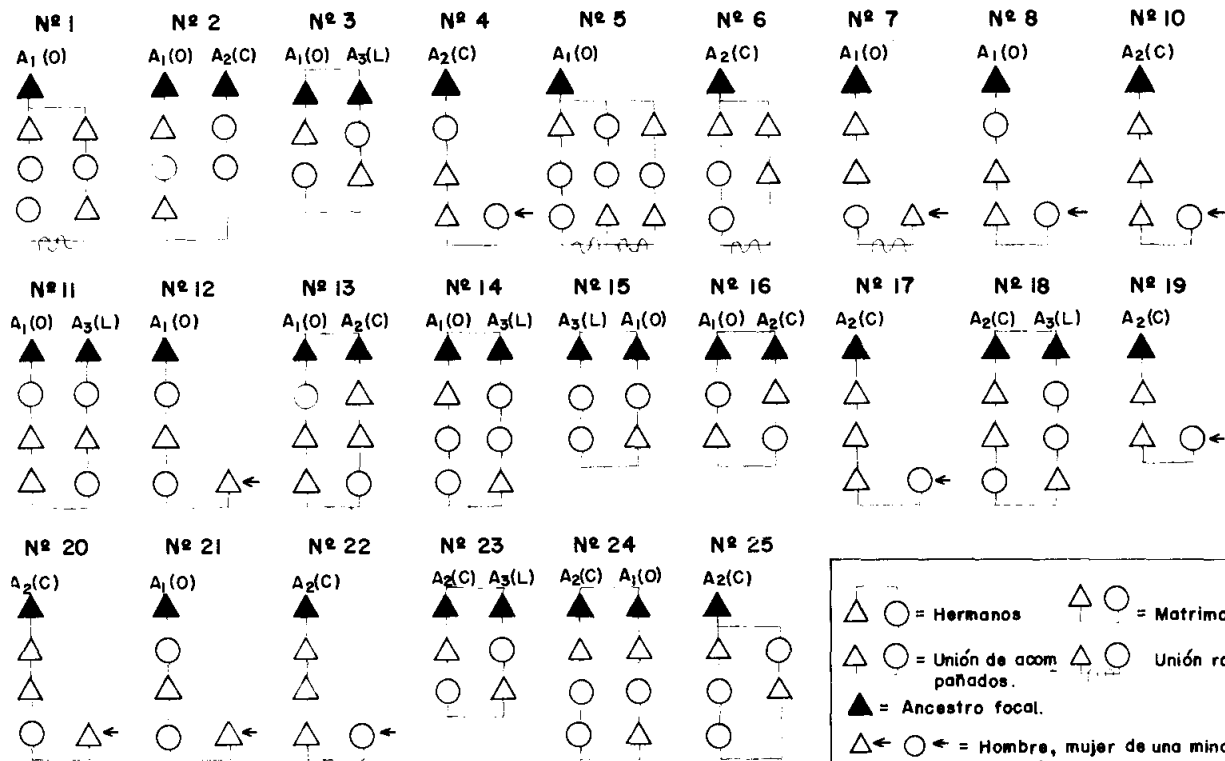 Nº 1 Nº 2 Nº 3 Nº 4 Nº 5 Nº 6 Nº 7 Nº 8 Nº 10
A1(O) A1(O) A2(C) A1(O) A3(L) A2(C) A1(O) A2(C) A1(O) A1(O) A2(C)
Nº 11 Nº 12 Nº 13 Nº 14 Nº 15 Nº 16 Nº 17 Nº 18 Nº 19
A1(O) A3(L) A1(O) A1(O) A2(C) A1(O) A3(L) A3(L) A1(O) A1(O) A2(C) A2(C) A2(C) A3(L) A2(C)
Nº 20 Nº 21 Nº 22 Nº 23 Nº 24 Nº 25
A2(C) A1(O) A2(C) A2(C) A3(L) A2(C) A1(O) A2(C)
= Hermanos = Matrimo
= Unión de acom Unión ra
pañados.
= Ancestro focal.
= Hombre, mujer de una mino